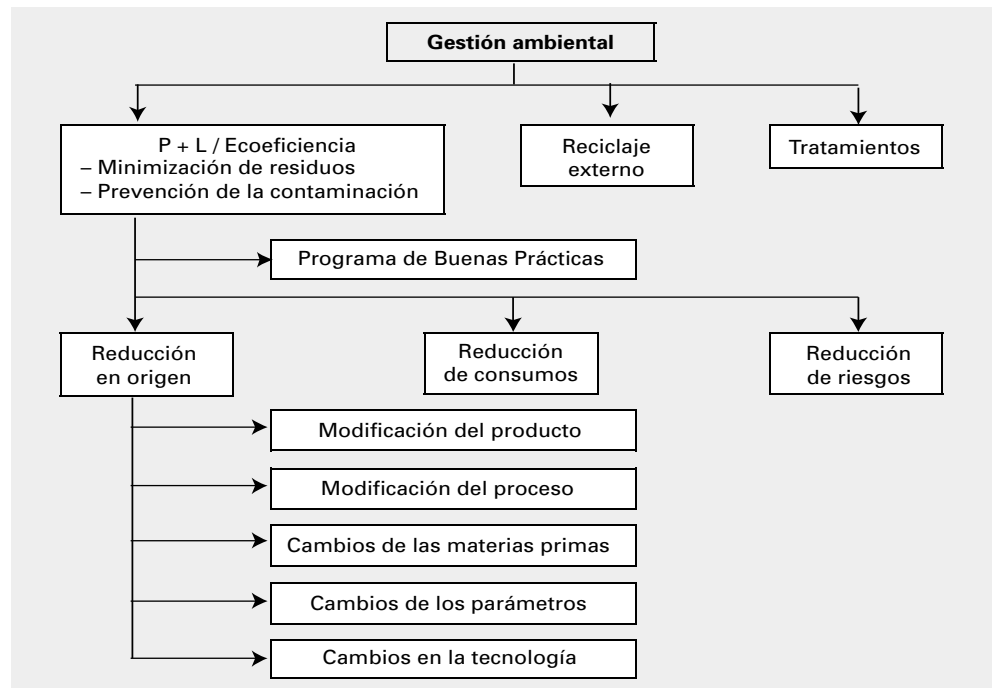 Gestión ambiental
P + L / Ecoeficiencia
– Minimización de residuos
– Prevención de la contaminación
Reciclaje
externo
Tratamientos
Programa de Buenas Prácticas
Reducción
en origen
Reducción
de consumos
Reducción
de riesgos
Modificación del producto
Modificación del proceso
Cambios de las materias primas
Cambios de los parámetros
Cambios en la tecnología